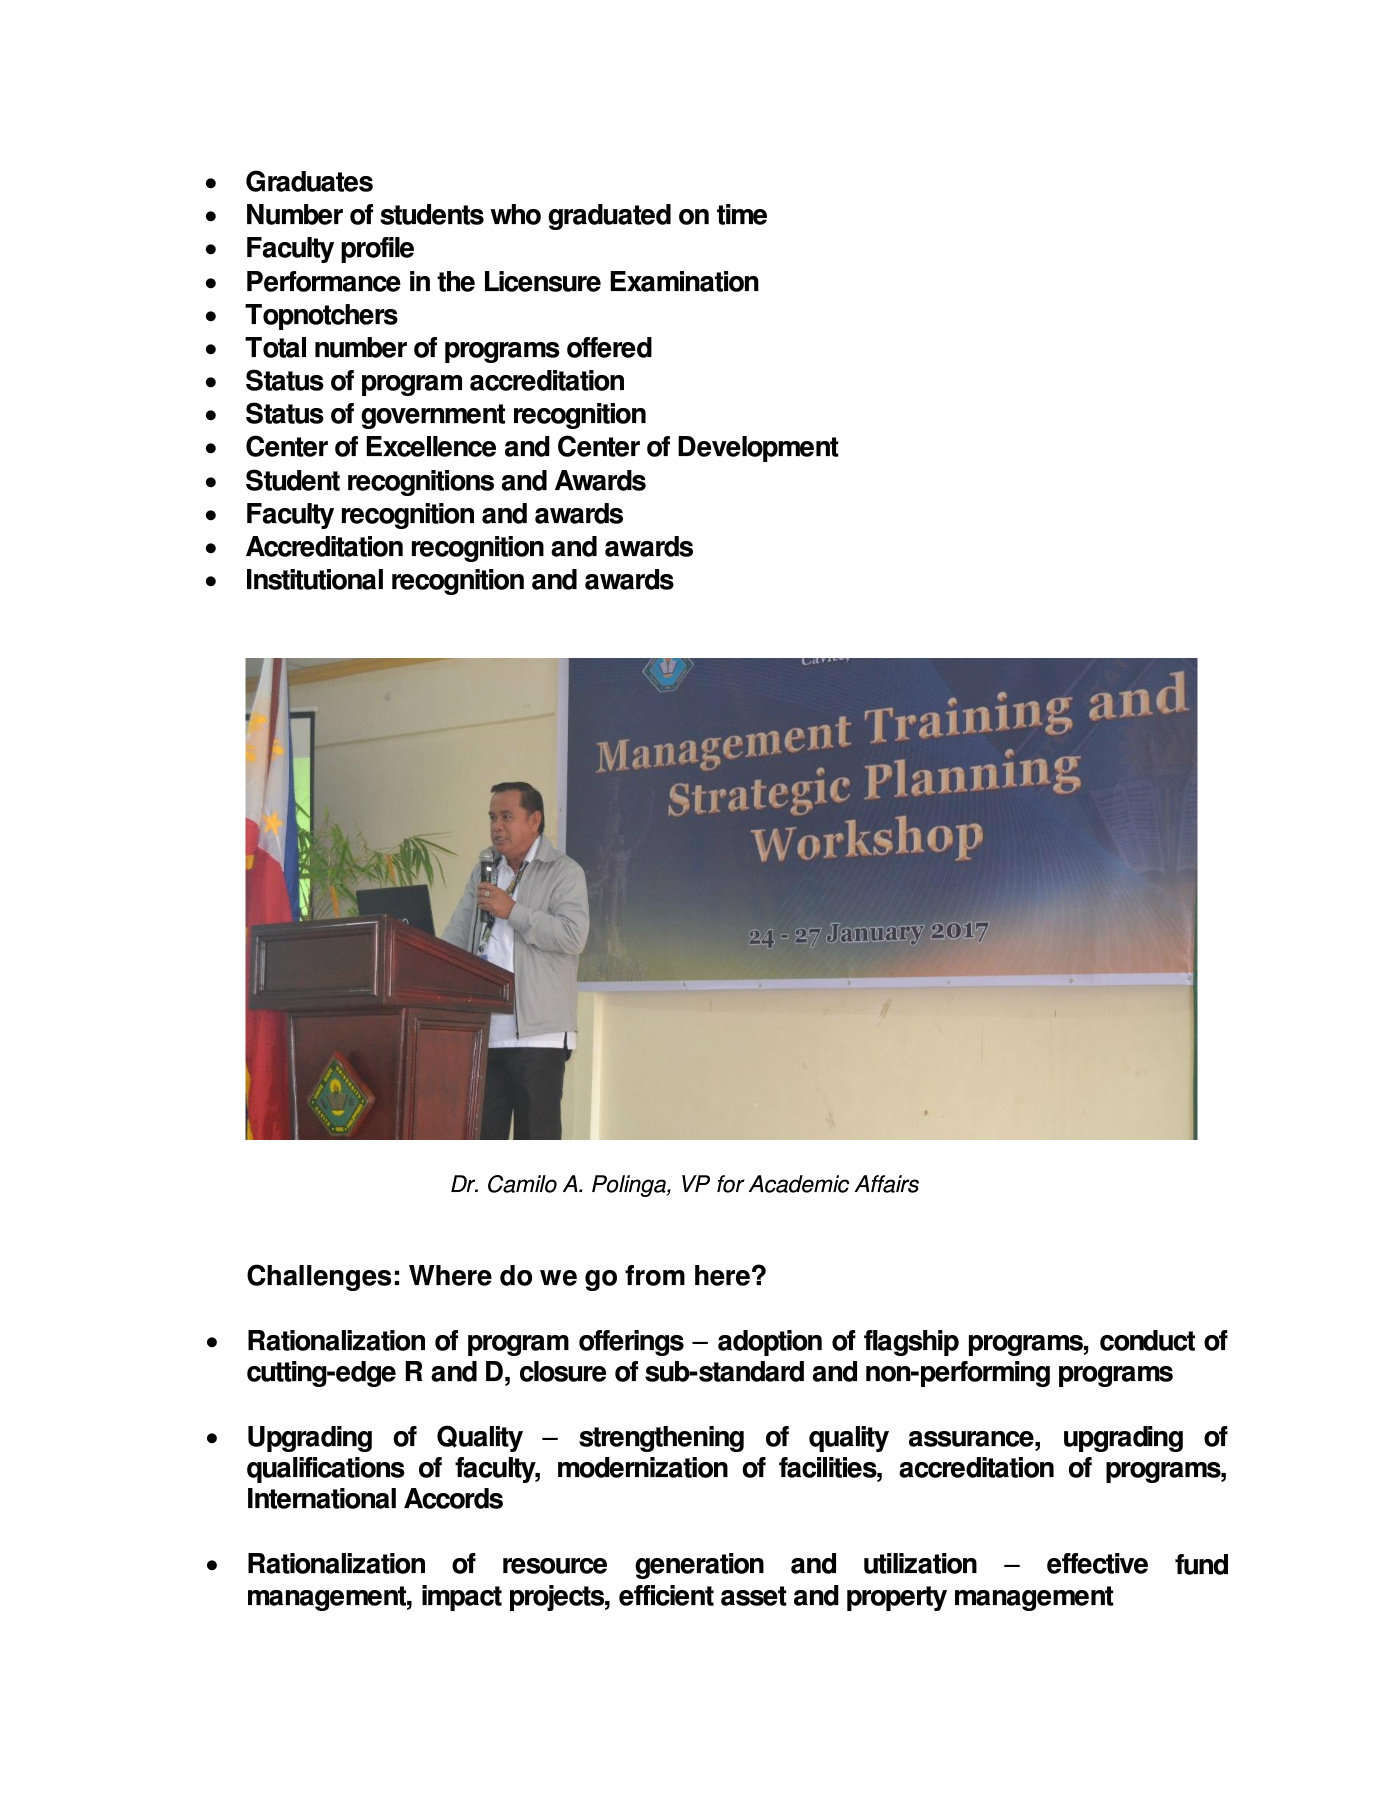 • Graduates
• Number of students who graduated on time
• Faculty profile
• Performance in the Licensure Examination
• Topnotchers
• Total number of programs offered
• Status of program accreditation
• Status of government recognition
• Center of Excellence and Center of Development
• Student recognitions and Awards
• Faculty recognition and awards
• Accreditation recognition and awards
• Institutional recognition and awards
Management Training and
Strategic Planning
Workshop
24 - 27 January 2017
Dr. Camilo A. Polinga, VP for Academic Affairs
Challenges: Where do we go from here?
• Rationalization of program offerings – adoption of flagship programs, conduct of
cutting-edge R and D, closure of sub-standard and non-performing programs
• Upgrading of Quality – strengthening of quality assurance, upgrading of
qualifications of faculty, modernization of facilities, accreditation of programs,
International Accords
• Rationalization of resource generation and utilization – effective fund
management, impact projects, efficient asset and property management